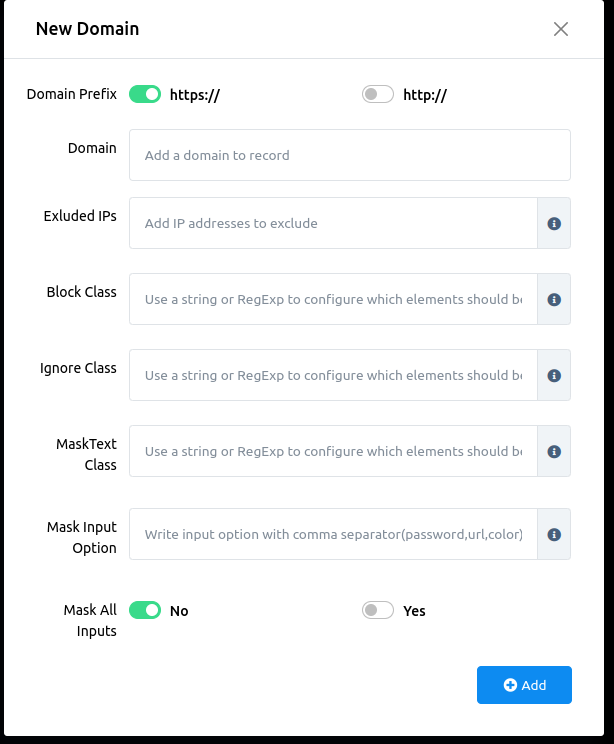 New Domain
Domain Prefix https:// http://
Domain Add a domain to record
Exluded IPs Add IP addresses to exclude
Block Class Use a string or RegExp to configure which elements should be
Ignore Class Use a string or RegExp to configure which elements should be
MaskText
Class
Use a string or RegExp to configure which elements should be
Mask Input
Option
Write input option with comma separator(password,url,color)
Mask All
Inputs
No Yes
Add